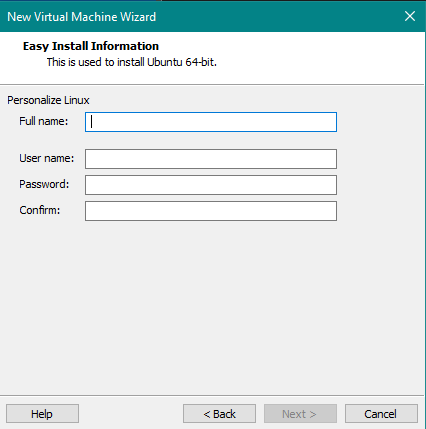 New Virtual Machine Wizard
Easy Install Information
This is used to install Ubuntu 64-bit.
Personalize Linux
Full name:
User name:
Password:
Confirm:
Help
< Back
Next >
Cancel